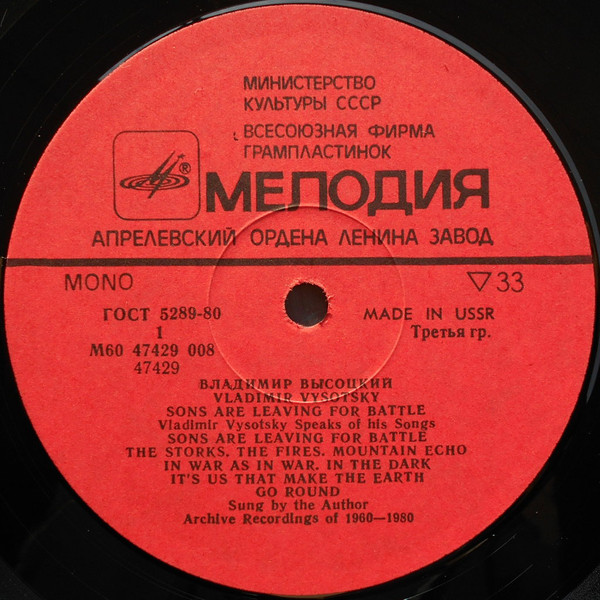 МИНИСТЕРСТВО
КУЛЬТУРЫ СССР
ВСЕСОЮЗНАЯ ФИРМА
ГРАМПЛАСТИНОК
®
МЕЛОДИЯ
АПРЕЛЕВСКИЙ ОРДЕНА ЛЕНИНА ЗАВОД
MONO
▽33
ГОСТ 5289-80
MADE IN USSR
1
Третья гр.
М60 47429 008
47429
ВЛАДИМИР ВЫСОЦКИЙ
VLADIMIR VYSOTSKY
SONS ARE LEAVING FOR BATTLE
Vladimir Vysotsky Speaks of his Songs
SONS ARE LEAVING FOR BATTLE
THE STORKS. THE FIRES. MOUNTAIN ECHO
IN WAR AS IN WAR. IN THE DARK
IT'S US THAT MAKE THE EARTH
GO ROUND
Sung by the Author
Archive Recordings of 1960—1980